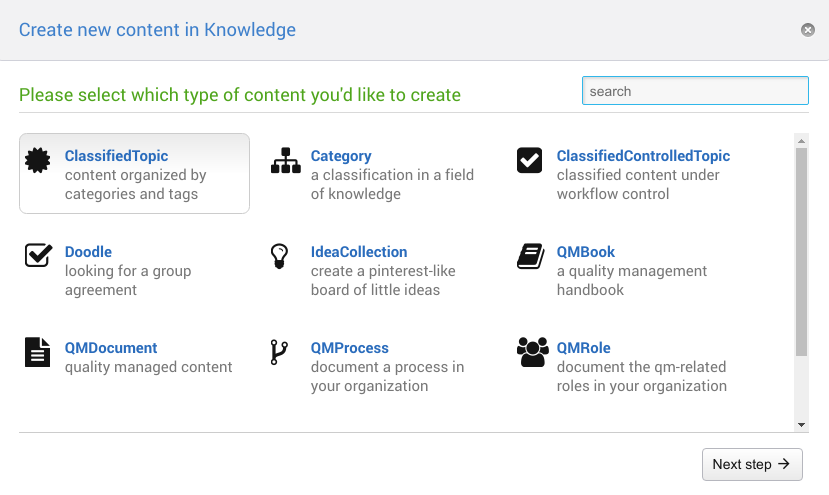 Create new content in Knowledge
Please select which type of content you'd like to create
search
ClassifiedTopic
content organized by
categories and tags
Category
a classification in a field
of knowledge
ClassifiedControlledTopic
classified content under
workflow control
Doodle
looking for a group
agreement
IdeaCollection
create a pinterest-like
board of little ideas
QMBook
a quality management
handbook
QMDocument
quality managed content
QMProcess
document a process in
your organization
QMRole
document the qm-related
roles in your organization
Next step →